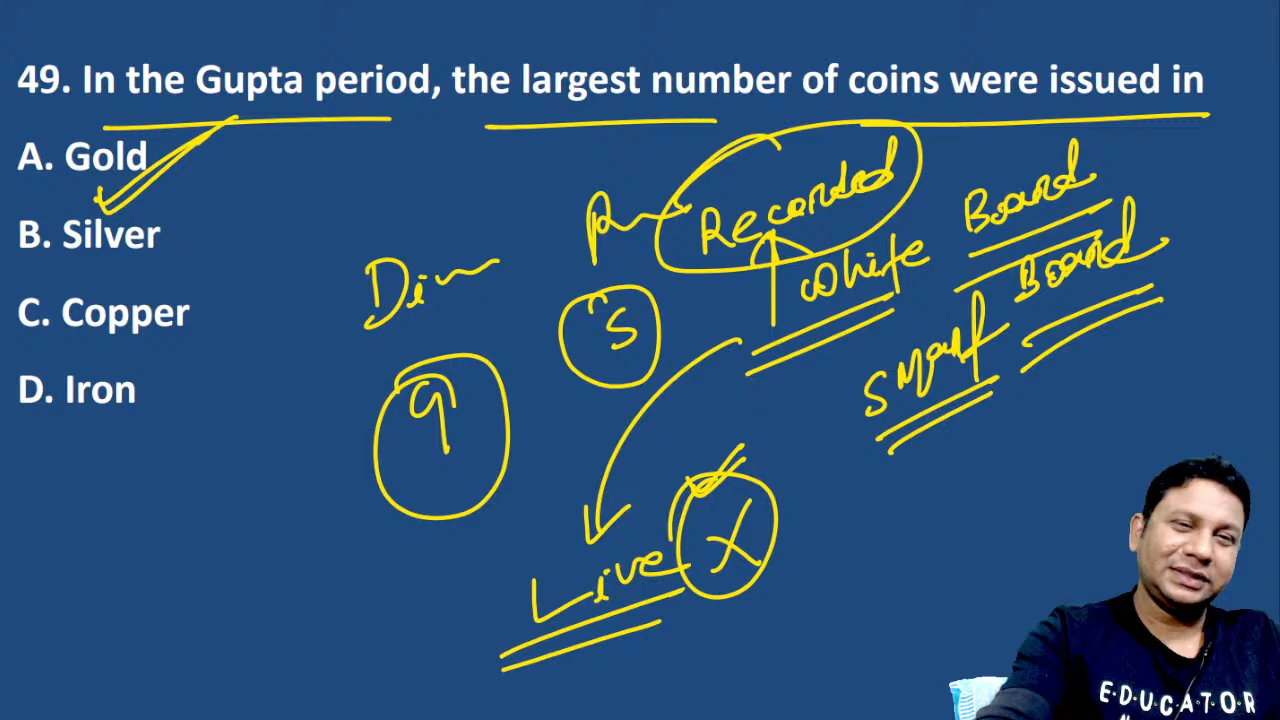 49. In the Gupta period, the largest number of coins were issued in
A. Gold
B. Silver
C. Copper
D. Iron
Recorded
White Board
Smart Board
S
Live X
EDUCATOR